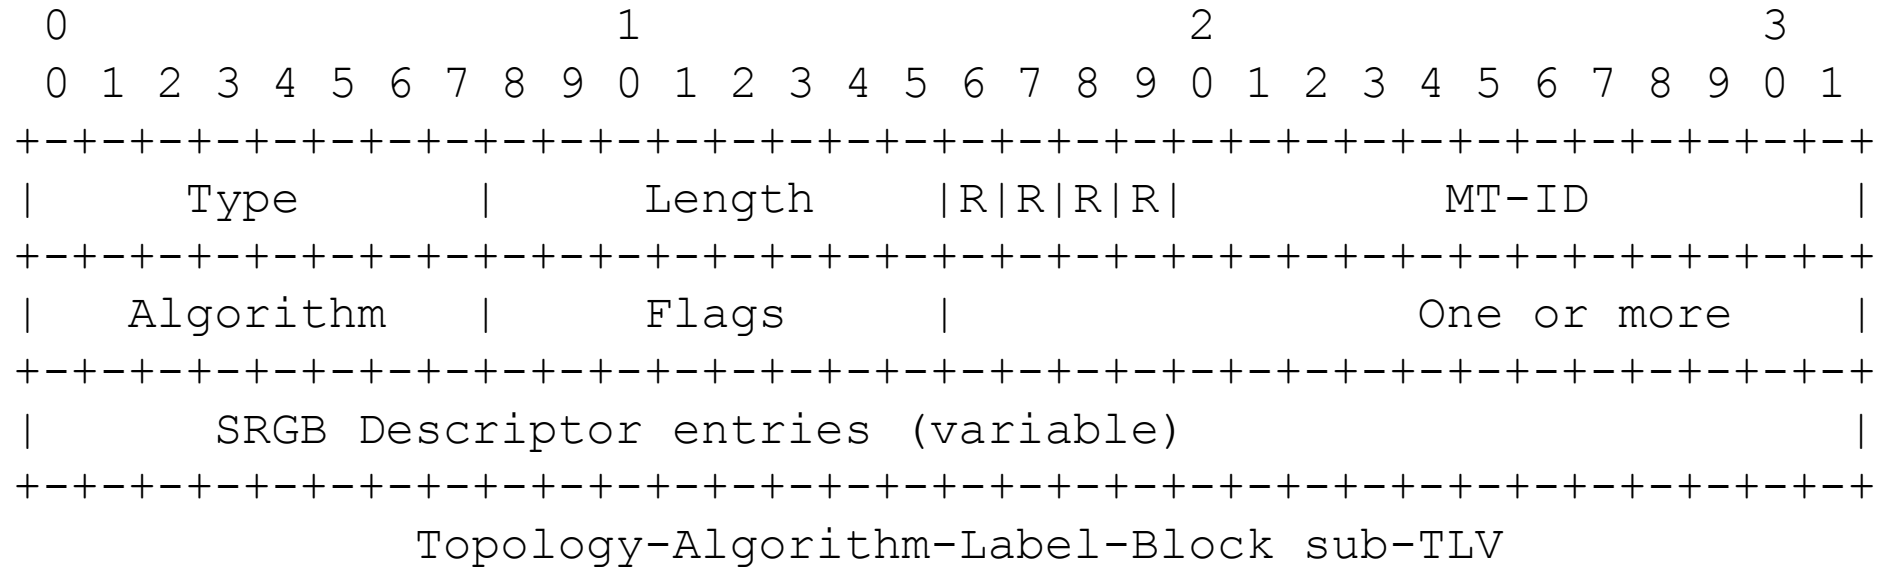 0                   1                   2                   3
 0 1 2 3 4 5 6 7 8 9 0 1 2 3 4 5 6 7 8 9 0 1 2 3 4 5 6 7 8 9 0 1
+-+-+-+-+-+-+-+-+-+-+-+-+-+-+-+-+-+-+-+-+-+-+-+-+-+-+-+-+-+-+-+-+
|     Type      |     Length    |R|R|R|R|         MT-ID         |
+-+-+-+-+-+-+-+-+-+-+-+-+-+-+-+-+-+-+-+-+-+-+-+-+-+-+-+-+-+-+-+-+
|   Algorithm   |     Flags     |                One or more    |
+-+-+-+-+-+-+-+-+-+-+-+-+-+-+-+-+-+-+-+-+-+-+-+-+-+-+-+-+-+-+-+-+
|      SRGB Descriptor entries (variable)                       |
+-+-+-+-+-+-+-+-+-+-+-+-+-+-+-+-+-+-+-+-+-+-+-+-+-+-+-+-+-+-+-+-+
              Topology-Algorithm-Label-Block sub-TLV